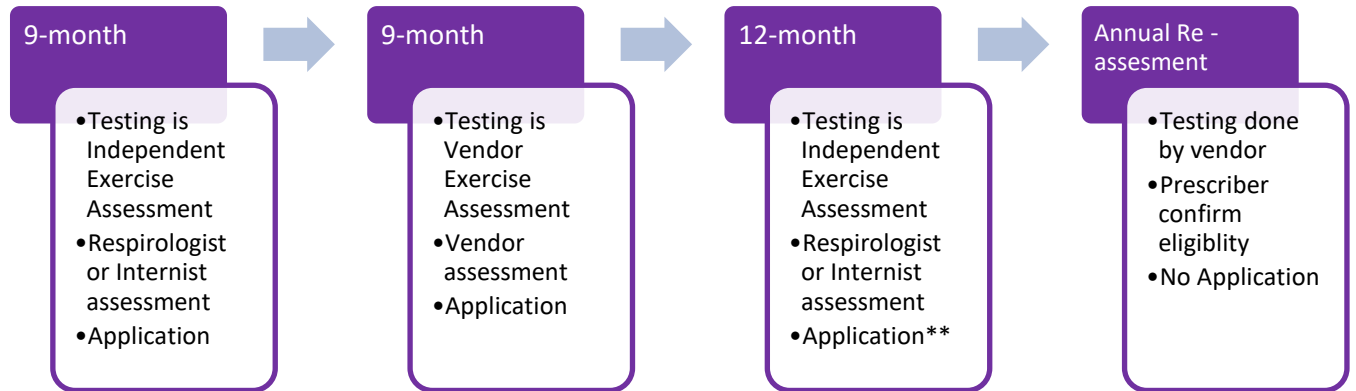 9-month
•Testing is
Independent
Exercise
Assessment
•Respirologist
or Internist
assessment
•Application
9-month
•Testing is
Vendor
Exercise
Assessment
•Vendor
assessment
•Application
12-month
•Testing is
Independent
Exercise
Assessment
•Respirologist
or Internist
assessment
•Application**
Annual Re -
assesment
•Testing done
by vendor
•Prescriber
confirm
eligiblity
•No Application